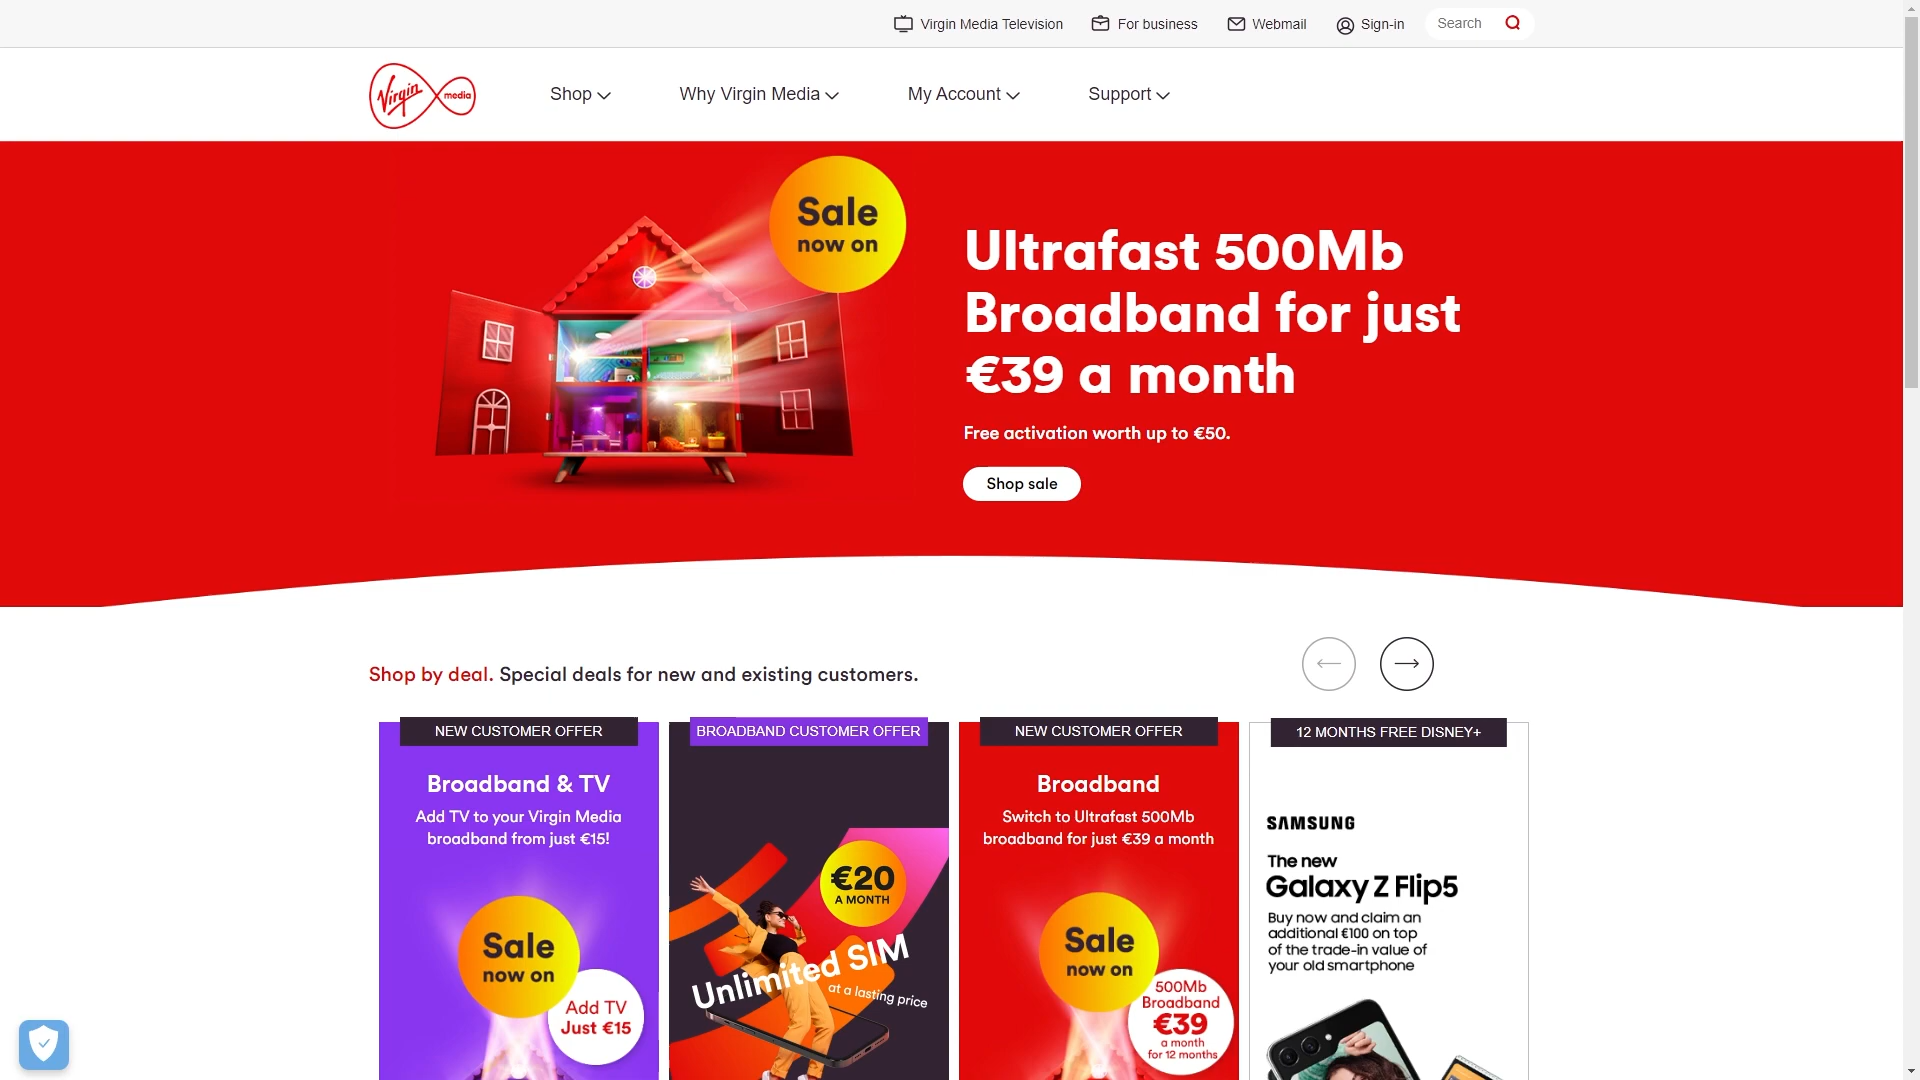 Virgin Media Television
For business
Webmail
Sign-in
Search
Virgin media
Shop
Why Virgin Media
My Account
Support
Sale
now on
Ultrafast 500Mb
Broadband for just
€39 a month
Free activation worth up to €50.
Shop sale
Shop by deal. Special deals for new and existing customers.
NEW CUSTOMER OFFER
Broadband & TV
Add TV to your Virgin Media
broadband from just €15!
Sale
now on
Add TV
Just €15
BROADBAND CUSTOMER OFFER
€20
A MONTH
Unlimited SIM
at a lasting price
NEW CUSTOMER OFFER
Broadband
Switch to Ultrafast 500Mb
broadband for just €39 a month
Sale
now on
500Mb
Broadband
€39
a month
for 12 months
12 MONTHS FREE DISNEY+
SAMSUNG
The new
Galaxy Z Flip5
Buy now and claim an
additional €100 on top
of the trade-in value of
your old smartphone